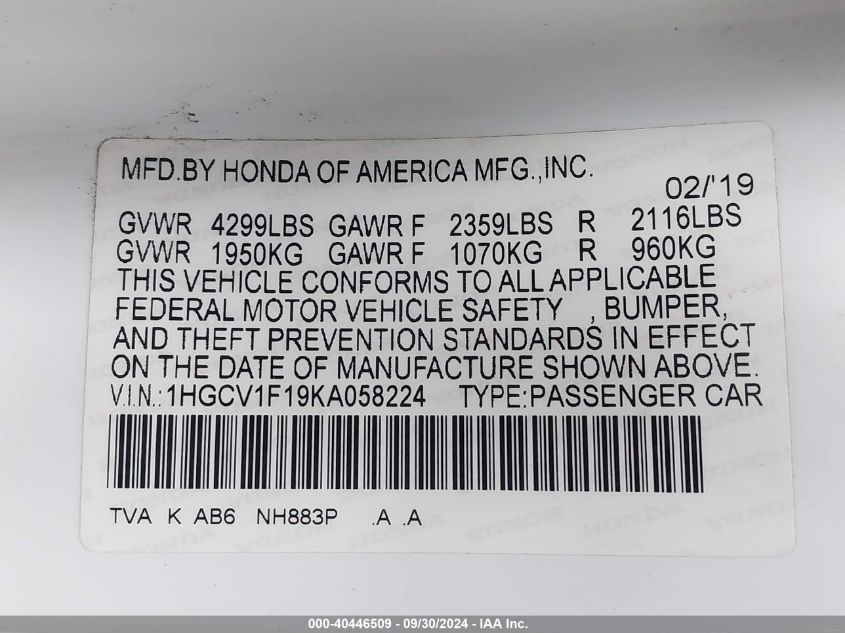 MFD.BY HONDA OF AMERICA MFG.,INC.
02/'19
GVWR 4299LBS GAWR F 2359LBS R 2116LBS
GVWR 1950KG GAWR F 1070KG R 960KG
THIS VEHICLE CONFORMS TO ALL APPLICABLE
FEDERAL MOTOR VEHICLE SAFETY , BUMPER,
AND THEFT PREVENTION STANDARDS IN EFFECT
ON THE DATE OF MANUFACTURE SHOWN ABOVE.
V.I.N.:1HGCV1F19KA058224 TYPE:PASSENGER CAR
TVA K AB6 NH883P .A .A
000-40446509 - 09/30/2024 - IAA Inc.